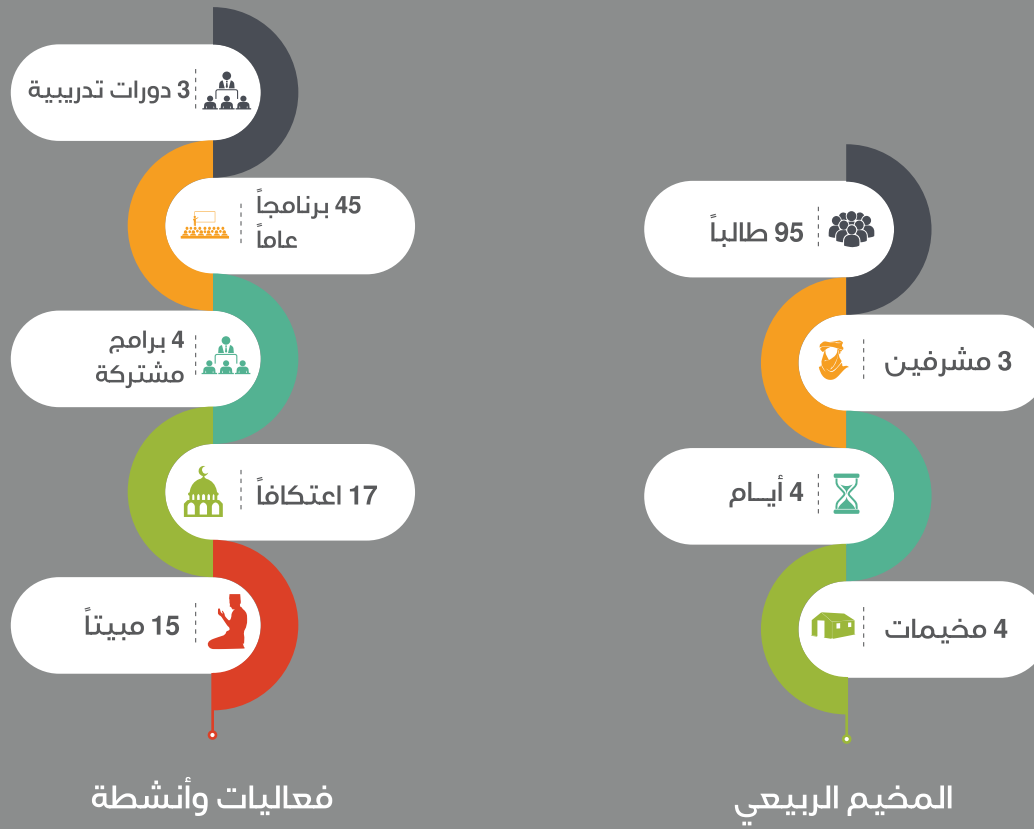 95 طالباً
3 مشرفين
4 أيــام
4 مخيمات
المخيم الربيعي
3 دورات تدريبية
45 برنامجاً
عاماً
4 برامج
مشتركة
17 اعتكافاً
15 مبيتاً
فعاليات وأنشطة